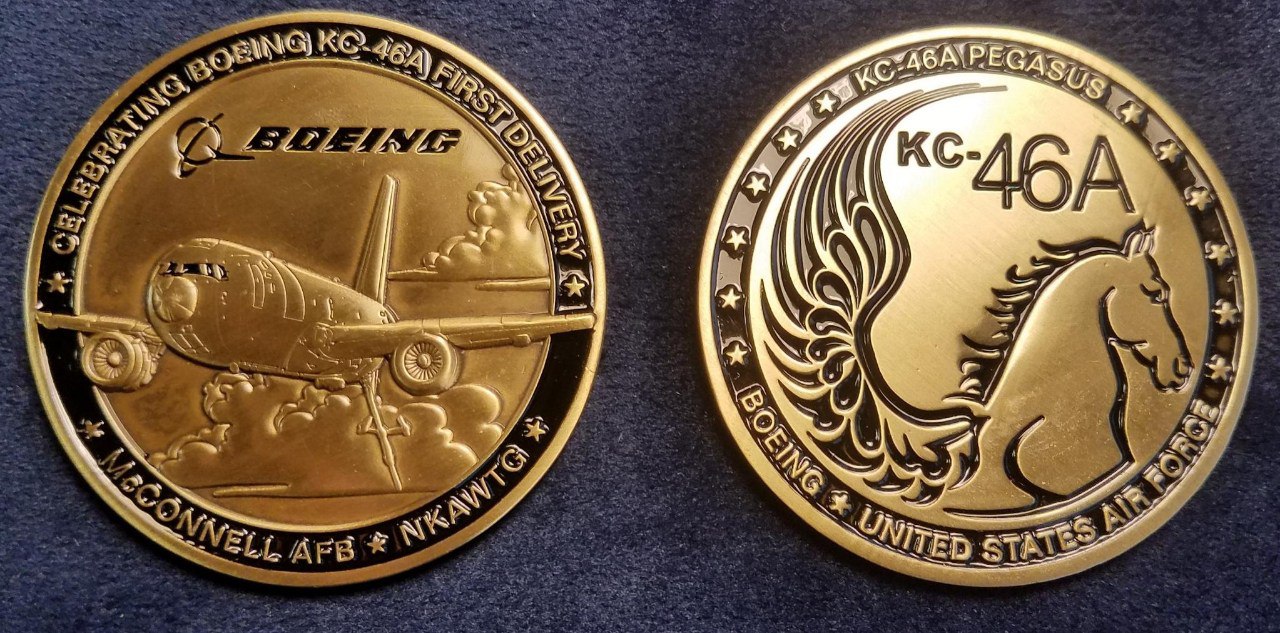 CELEBRATING BOEING KC-46A FIRST DELIVERY
BOEING
McCONNELL AFB ★ NKAWTG
KC-46A PEGASUS
KC-46A
BOEING ★ UNITED STATES AIR FORCE